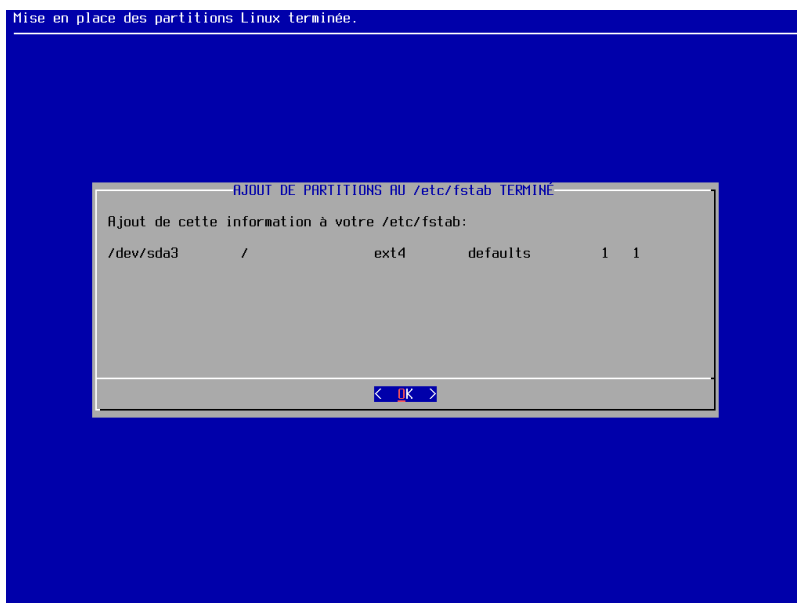 Mise en place des partitions Linux terminée.
AJOUT DE PARTITIONS AU /etc/fstab TERMINÉ
Ajout de cette information à votre /etc/fstab:
/dev/sda3 / ext4 defaults 1 1
< OK >